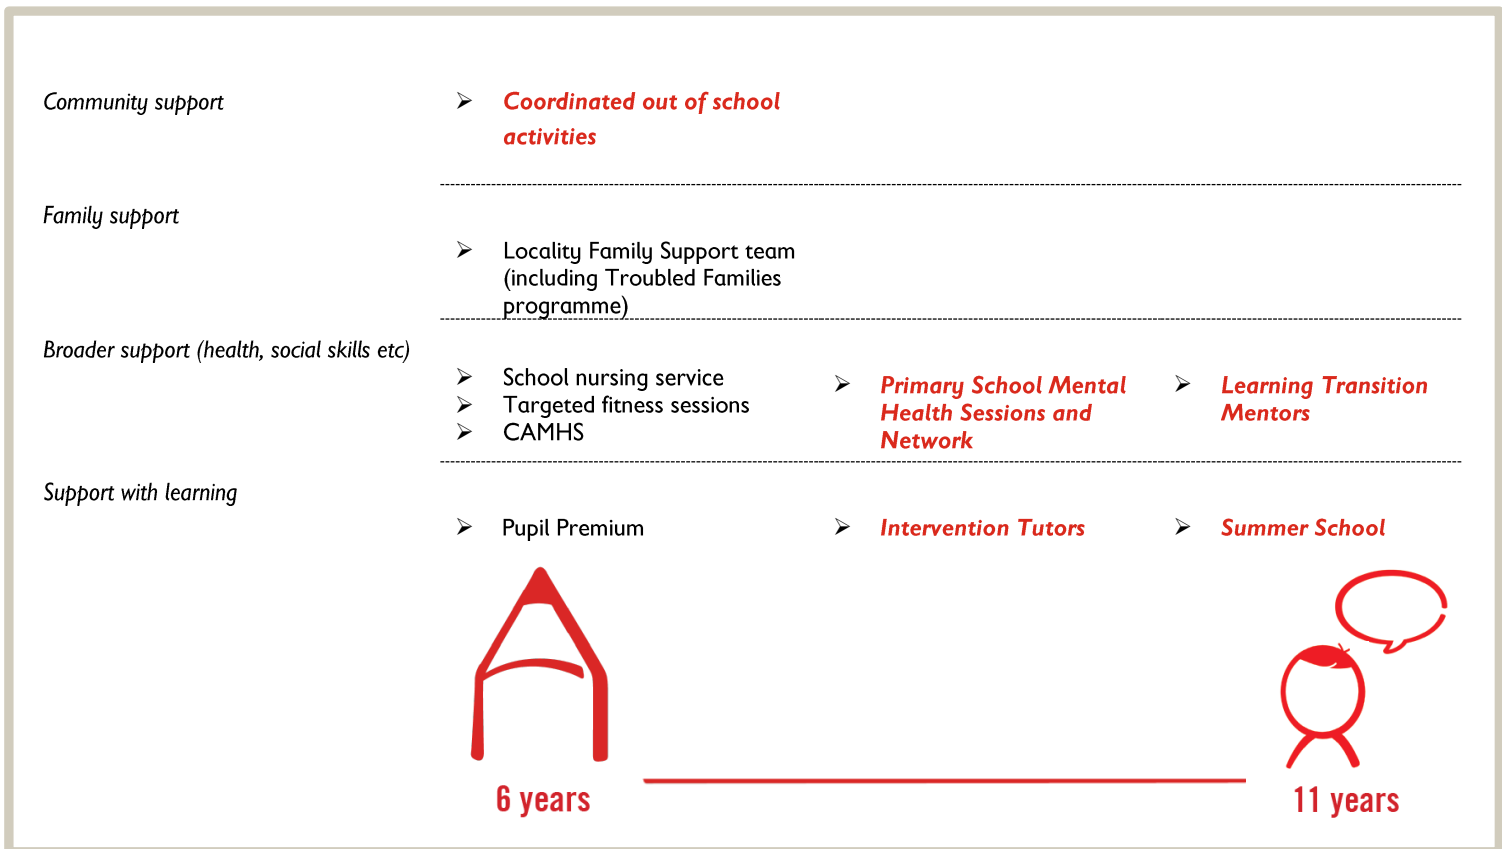 Community support
➢ Coordinated out of school
activities
Family support
➢ Locality Family Support team
(including Troubled Families
programme)
Broader support (health, social skills etc)
➢ School nursing service
➢ Targeted fitness sessions
➢ CAMHS
➢ Primary School Mental
Health Sessions and
Network
➢ Learning Transition
Mentors
Support with learning
➢ Pupil Premium
➢ Intervention Tutors
➢ Summer School
6 years
11 years